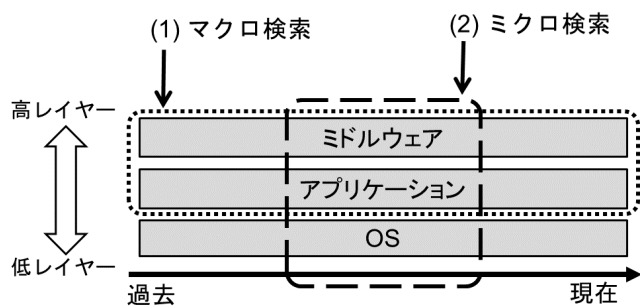 (1) マクロ検索
(2) ミクロ検索
高レイヤー
ミドルウェア
アプリケーション
OS
低レイヤー
過去
現在